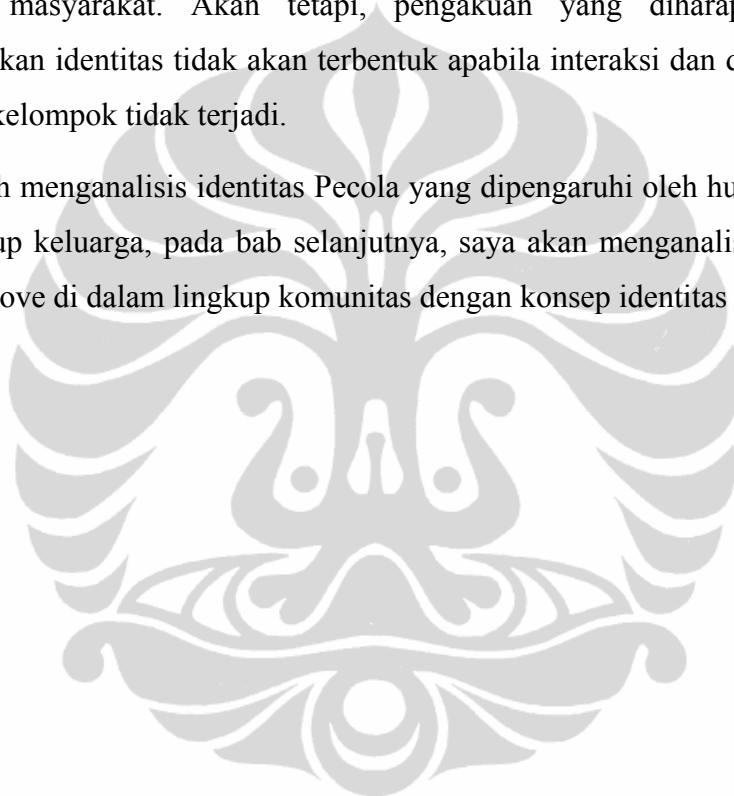 masyarakat. Akan tetapi, pengakuan yang dihara
kan identitas tidak akan terbentuk apabila interaksi dan
kelompok tidak terjadi.
menganalisis identitas Pecola yang dipengaruhi oleh hu
up keluarga, pada bab selanjutnya, saya akan menganalis
ove di dalam lingkup komunitas dengan konsep identitas